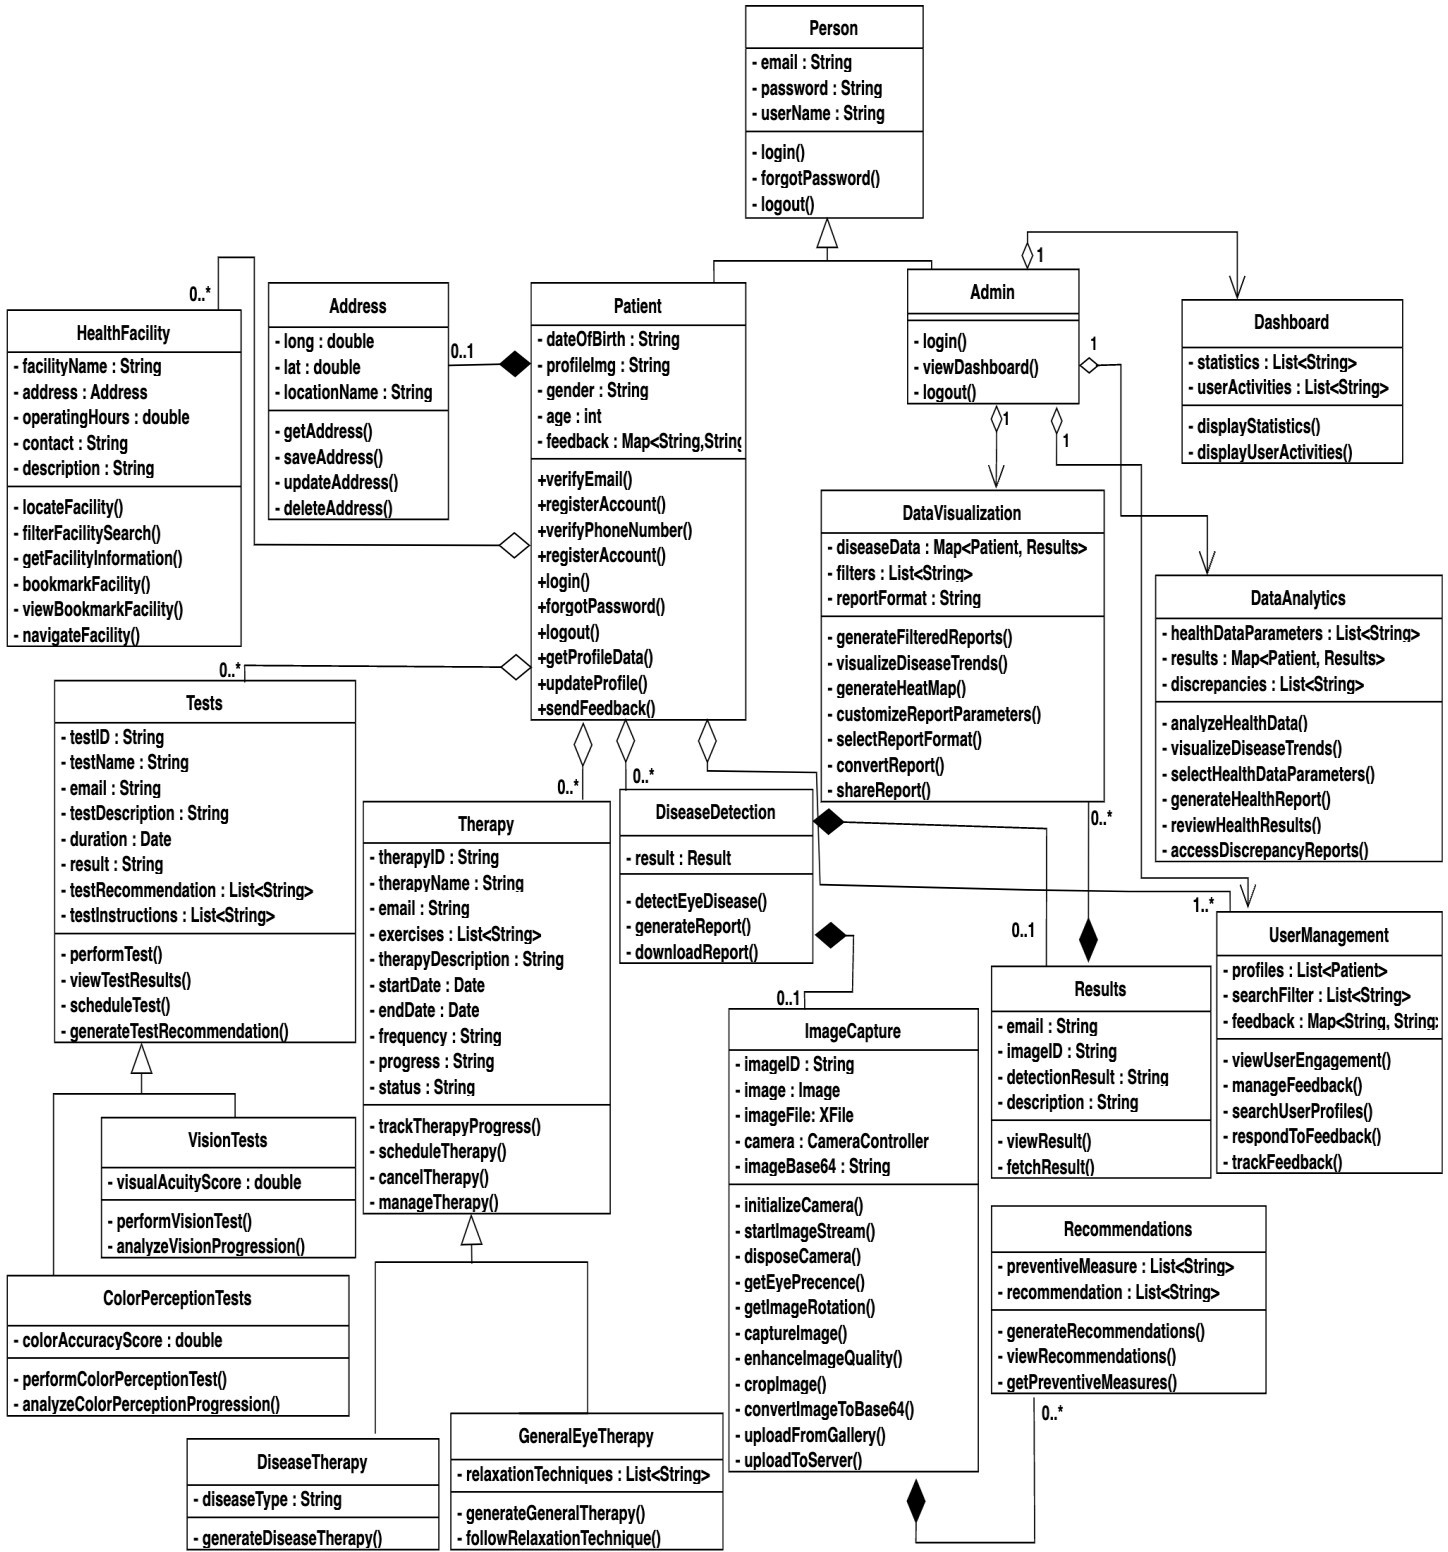 Person
- email : String
- password : String
- userName : String
- login()
- forgotPassword()
- logout()
0..*
HealthFacility
- facilityName : String
- address : Address
- operatingHours : double
- contact : String
- description : String
- locateFacility()
- filterFacilitySearch()
- getFacilityInformation()
- bookmarkFacility()
- viewBookmarkFacility()
- navigateFacility()
Address
- long : double
- lat : double
- locationName : String
- getAddress()
- saveAddress()
- updateAddress()
- deleteAddress()
0..1
Patient
- dateOfBirth : String
- profileImg : String
- gender : String
- age : int
- feedback : Map<String,String
+verifyEmail()
+registerAccount()
+verifyPhoneNumber()
+registerAccount()
+login()
+forgotPassword()
+logout()
+getProfileData()
+updateProfile()
+sendFeedback()
Admin
- login()
- viewDashboard()
- logout()
1
1
1
1
Dashboard
- statistics : List<String>
- userActivities : List<String>
- displayStatistics()
- displayUserActivities()
DataVisualization
- diseaseData : Map<Patient, Results>
- filters : List<String>
- reportFormat : String
- generateFilteredReports()
- visualizeDiseaseTrends()
- generateHeatMap()
- customizeReportParameters()
- selectReportFormat()
- convertReport()
- shareReport()
0..*
DataAnalytics
- healthDataParameters : List<String>
- results : Map<Patient, Results>
- discrepancies : List<String>
- analyzeHealthData()
- visualizeDiseaseTrends()
- selectHealthDataParameters()
- generateHealthReport()
- reviewHealthResults()
- accessDiscrepancyReports()
0..*
Tests
- testID : String
- testName : String
- email : String
- testDescription : String
- duration : Date
- result : String
- testRecommendation : List<String>
- testInstructions : List<String>
- performTest()
- viewTestResults()
- scheduleTest()
- generateTestRecommendation()
0..*
Therapy
- therapyID : String
- therapyName : String
- email : String
- exercises : List<String>
- therapyDescription : String
- startDate : Date
- endDate : Date
- frequency : String
- progress : String
- status : String
- trackTherapyProgress()
- scheduleTherapy()
- cancelTherapy()
- manageTherapy()
0..*
DiseaseDetection
- result : Result
- detectEyeDisease()
- generateReport()
- downloadReport()
0..1
ImageCapture
- imageID : String
- image : Image
- imageFile: XFile
- camera : CameraController
- imageBase64 : String
- initializeCamera()
- startImageStream()
- disposeCamera()
- getEyePrecence()
- getImageRotation()
- captureImage()
- enhanceImageQuality()
- cropImage()
- convertImageToBase64()
- uploadFromGallery()
- uploadToServer()
0..1
Results
- email : String
- imageID : String
- detectionResult : String
- description : String
- viewResult()
- fetchResult()
1..*
UserManagement
- profiles : List<Patient>
- searchFilter : List<String>
- feedback : Map<String, String:
- viewUserEngagement()
- manageFeedback()
- searchUserProfiles()
- respondToFeedback()
- trackFeedback()
Recommendations
- preventiveMeasure : List<String>
- recommendation : List<String>
- generateRecommendations()
- viewRecommendations()
- getPreventiveMeasures()
0..*
VisionTests
- visualAcuityScore : double
- performVisionTest()
- analyzeVisionProgression()
ColorPerceptionTests
- colorAccuracyScore : double
- performColorPerceptionTest()
- analyzeColorPerceptionProgression()
DiseaseTherapy
- diseaseType : String
- generateDiseaseTherapy()
GeneralEyeTherapy
- relaxationTechniques : List<String>
- generateGeneralTherapy()
- followRelaxationTechnique()